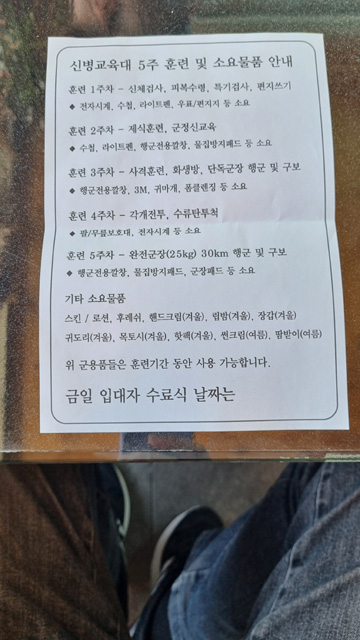 신병교육대 5주 훈련 및 소요물품 안내
훈련 1주차 - 신체검사, 피복수령, 특기검사, 편지쓰기
◆ 전자시계, 수첩, 라이트펜, 우표/편지지 등 소요
훈련 2주차 - 제식훈련, 군정신교육
◆ 수첩, 라이트펜, 행군전용깔창, 물집방지패드 등 소요
훈련 3주차 - 사격훈련, 화생방, 단독군장 행군 및 구보
◆ 행군전용깔창, 3M, 귀마개, 폼클렌징 등 소요
훈련 4주차 - 각개전투, 수류탄투척
◆ 팔/무릎보호대, 전자시계 등 소요
훈련 5주차 - 완전군장(25kg) 30km 행군 및 구보
◆ 행군전용깔창, 물집방지패드, 군장패드 등 소요
기타 소요물품
스킨 / 로션, 후레쉬, 핸드크림(겨울), 립밤(겨울), 장갑(겨울)
귀도리(겨울), 목토시(겨울), 핫팩(겨울), 썬크림(여름), 땀받이(여름)
위 군용품들은 훈련기간 동안 사용 가능합니다.
금일 입대자 수료식 날짜는